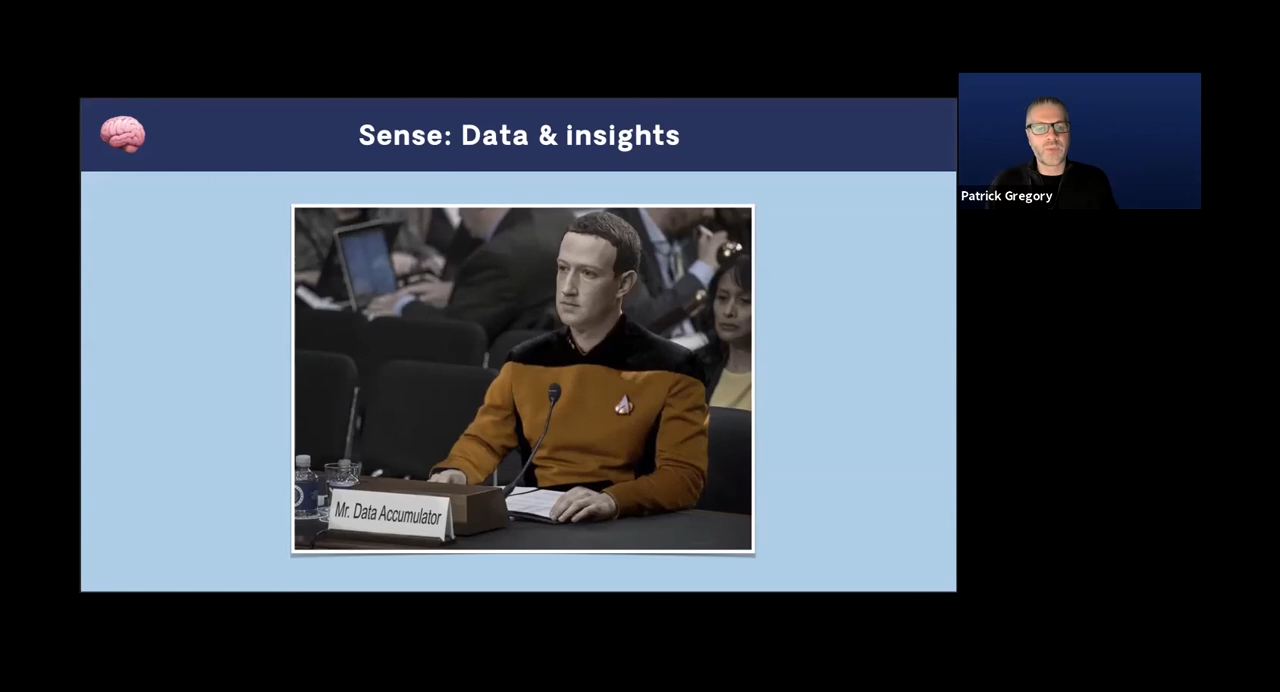 Sense: Data & insights
Patrick Gregory
Mr. Data Accumulator